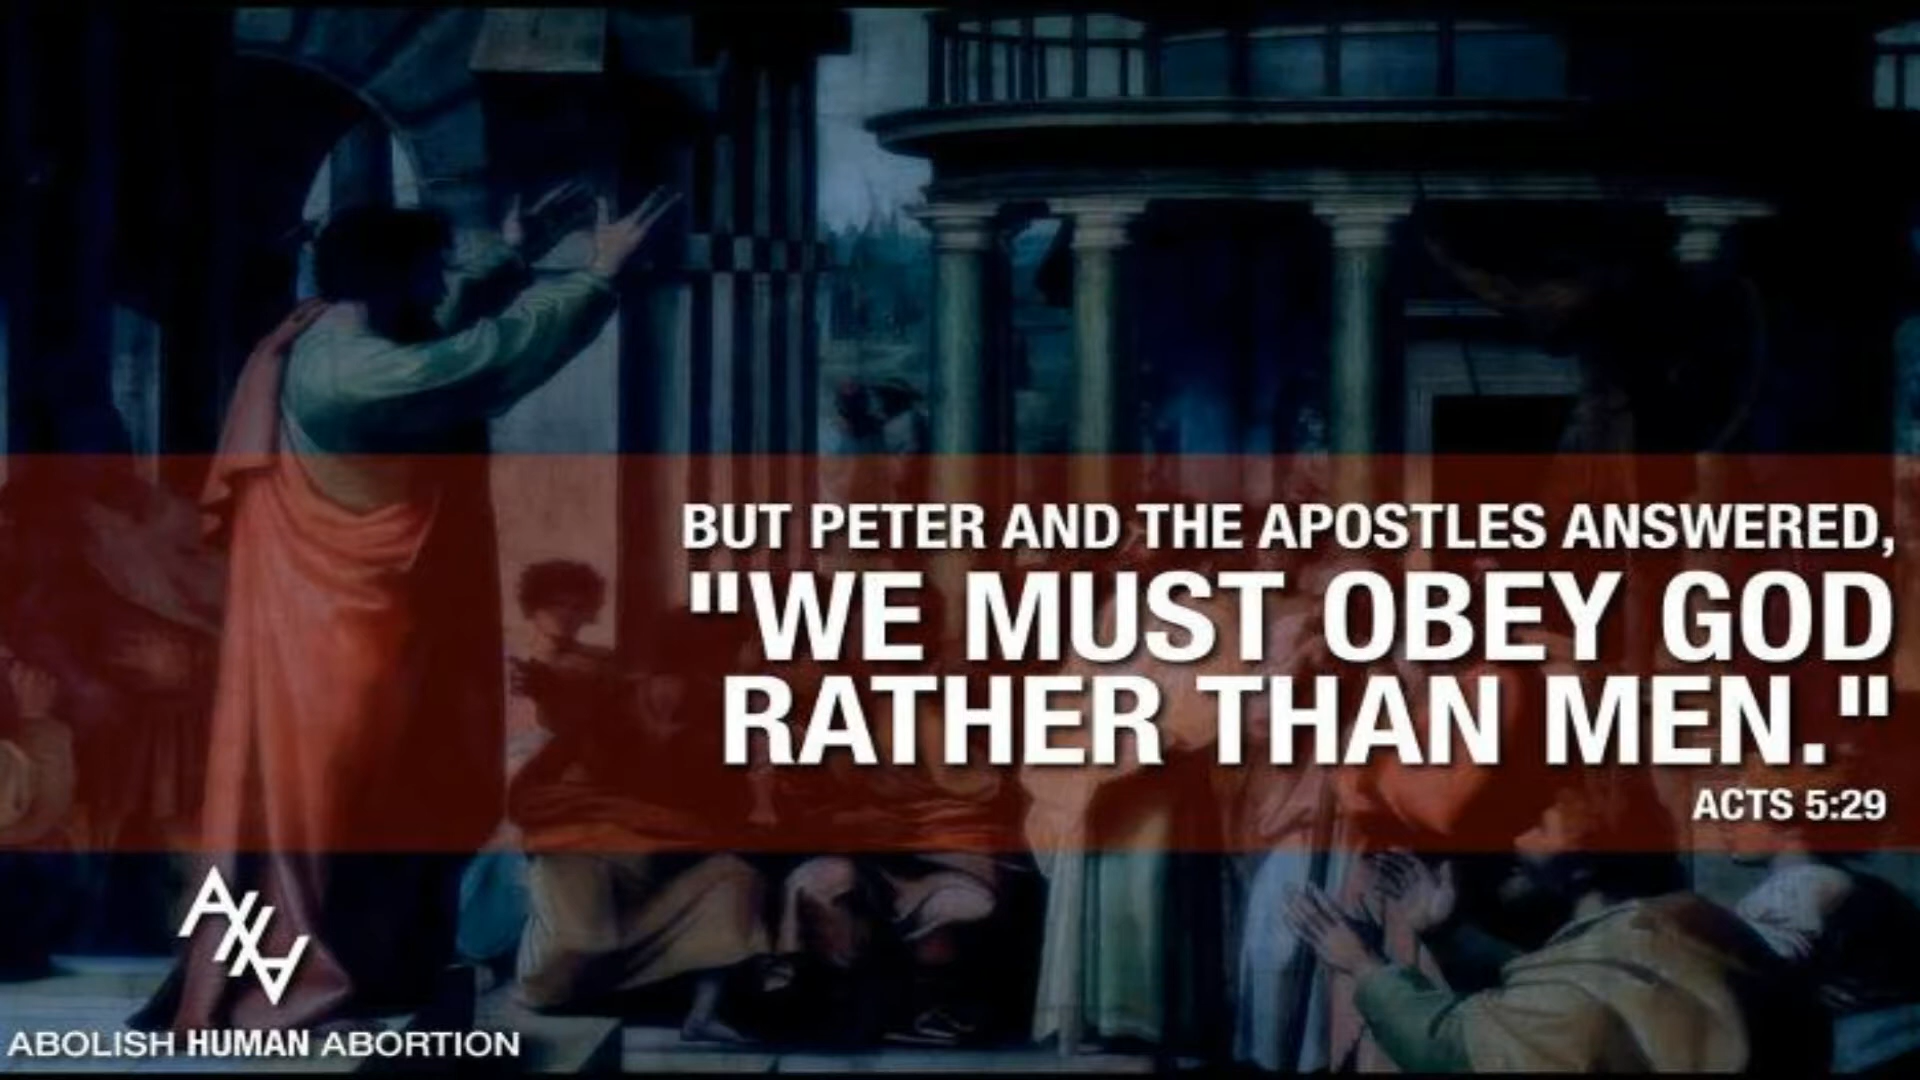 BUT PETER AND THE APOSTLES ANSWERED,
"WE MUST OBEY GOD
RATHER THAN MEN."
ACTS 5:29
AHA
ABOLISH HUMAN ABORTION